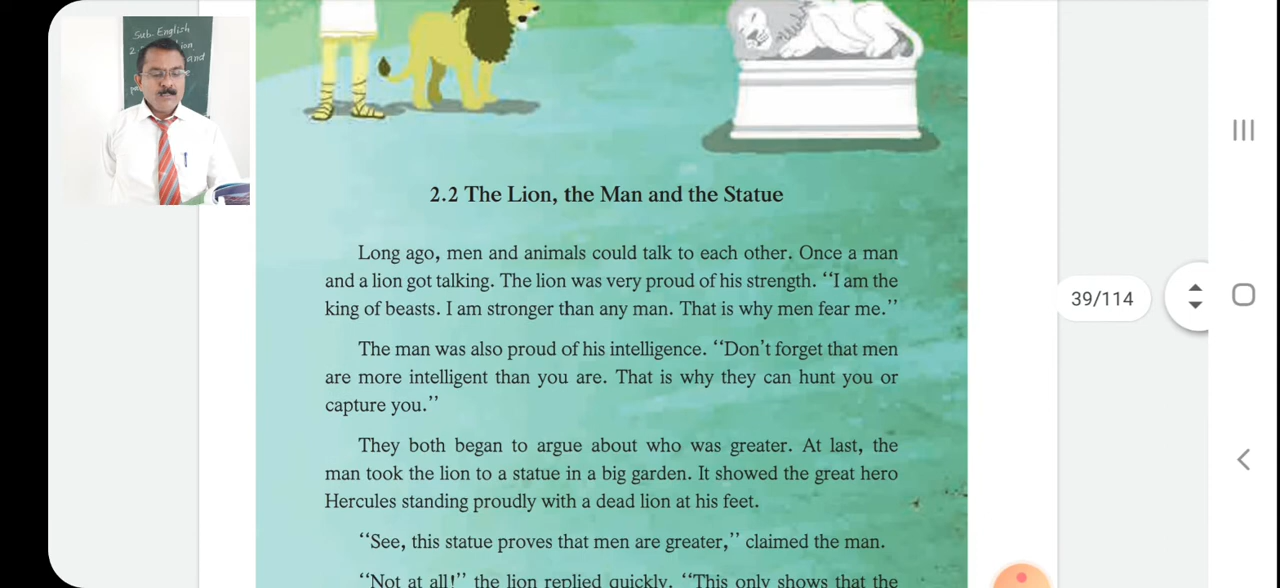 Sub. English
2.2 The Lion, the Man and the Statue
Long ago, men and animals could talk to each other. Once a man
and a lion got talking. The lion was very proud of his strength. “I am the
king of beasts. I am stronger than any man. That is why men fear me.”
The man was also proud of his intelligence. “Don’t forget that men
are more intelligent than you are. That is why they can hunt you or
capture you.”
They both began to argue about who was greater. At last, the
man took the lion to a statue in a big garden. It showed the great hero
Hercules standing proudly with a dead lion at his feet.
“See, this statue proves that men are greater,” claimed the man.
“Not at all!” the lion replied quickly. “This only shows that the
39/114